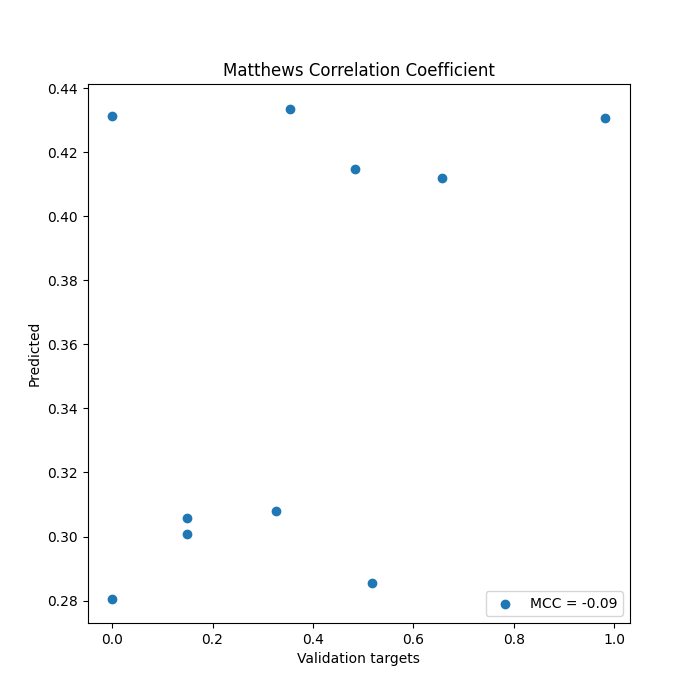 Matthews Correlation Coefficient
0.44
0.42
0.40
0.38
0.36
0.34
0.32
0.30
0.28
Predicted
MCC = -0.09
0.0 0.2 0.4 0.6 0.8 1.0
Validation targets